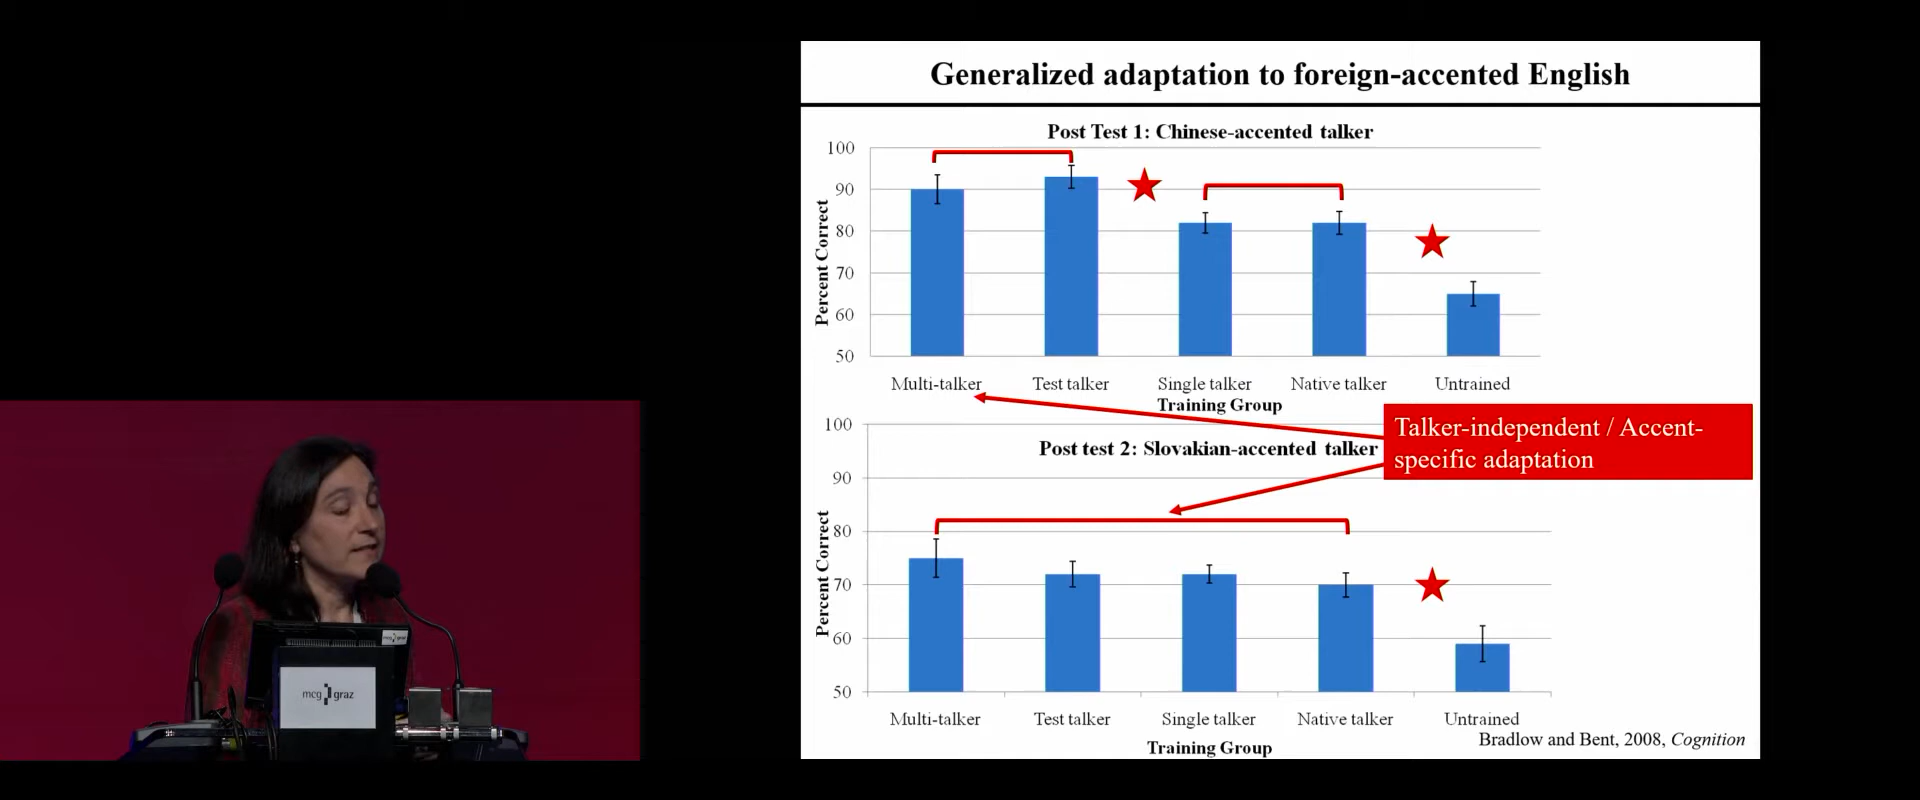 Generalized adaptation to foreign-accented English
Post Test 1: Chinese-accented talker
Percent Correct
100
90
80
70
60
50
Multi-talker Test talker Single talker Native talker Untrained
Training Group
Talker-independent / Accent-
specific adaptation
Post test 2: Slovakian-accented talker
Percent Correct
100
90
80
70
60
50
Multi-talker Test talker Single talker Native talker Untrained
Training Group
Bradlow and Bent, 2008, Cognition
mcg graz
mcg graz